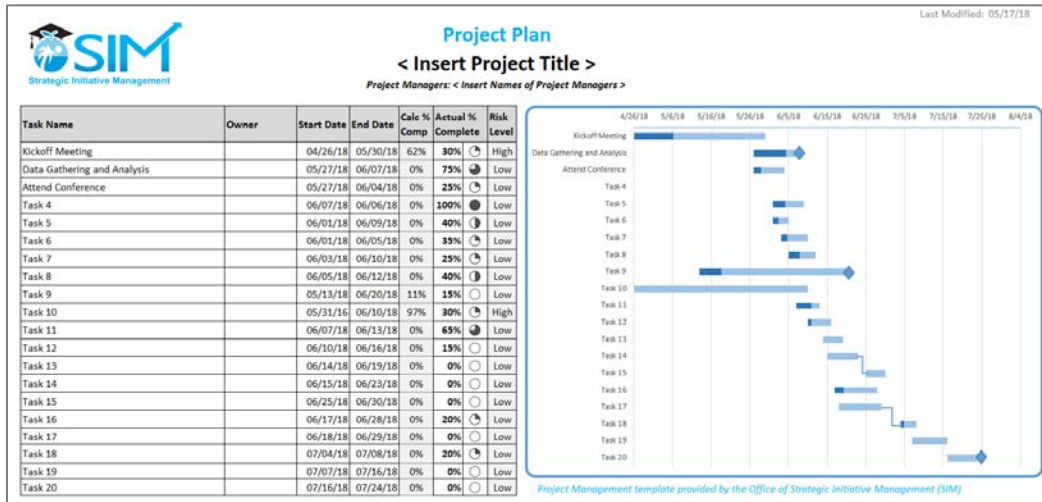 Last Modified: 05/17/18
SIM
Strategic Initiative Management
Project Plan
< Insert Project Title >
Project Managers: < Insert Names of Project Managers >
Task Name Owner Start Date End Date Calc % Comp Actual % Complete Risk Level
Kickoff Meeting 04/26/18 05/30/18 62% 30% High
Data Gathering and Analysis 05/27/18 06/07/18 0% 75% Low
Attend Conference 05/27/18 06/04/18 0% 25% Low
Task 4 06/07/18 06/06/18 0% 100% Low
Task 5 06/01/18 06/09/18 0% 40% Low
Task 6 06/01/18 06/05/18 0% 35% Low
Task 7 06/03/18 06/10/18 0% 25% Low
Task 8 06/05/18 06/12/18 0% 40% Low
Task 9 05/13/18 06/20/18 11% 15% Low
Task 10 05/31/16 06/10/18 97% 30% High
Task 11 06/07/18 06/13/18 0% 65% Low
Task 12 06/10/18 06/16/18 0% 15% Low
Task 13 06/14/18 06/19/18 0% 0% Low
Task 14 06/15/18 06/23/18 0% 0% Low
Task 15 06/25/18 06/30/18 0% 0% Low
Task 16 06/17/18 06/28/18 0% 20% Low
Task 17 06/18/18 06/29/18 0% 0% Low
Task 18 07/04/18 07/08/18 0% 20% Low
Task 19 07/07/18 07/16/18 0% 0% Low
Task 20 07/16/18 07/24/18 0% 0% Low
4/26/18 5/6/18 5/16/18 5/26/18 6/5/18 6/15/18 6/25/18 7/5/18 7/15/18 7/25/18 8/4/18
Kickoff Meeting
Data Gathering and Analysis
Attend Conference
Task 4
Task 5
Task 6
Task 7
Task 8
Task 9
Task 10
Task 11
Task 12
Task 13
Task 14
Task 15
Task 16
Task 17
Task 18
Task 19
Task 20
Project Management template provided by the Office of Strategic Initiative Management (SIM)